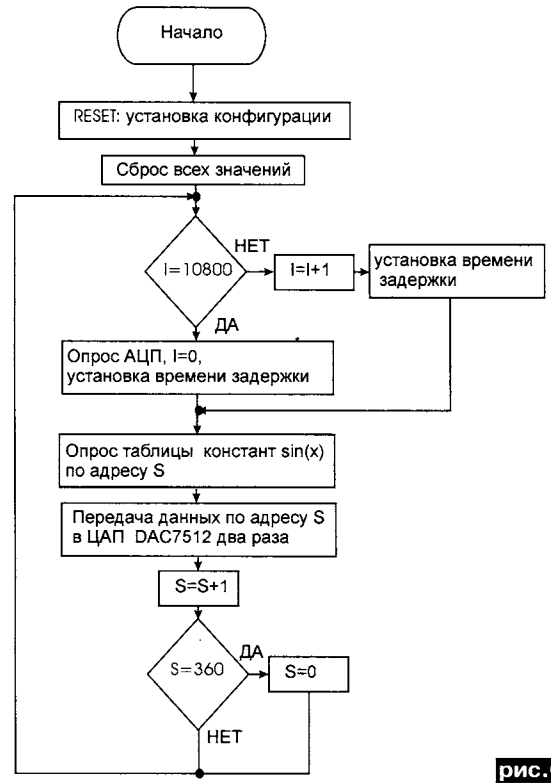 Начало
RESET: установка конфигурации
Сброс всех значений
I=10800
НЕТ
I=I+1
установка времени
задержки
ДА
Опрос АЦП, I=0,
установка времени задержки
Опрос таблицы констант sin(x)
по адресу S
Передача данных по адресу S
в ЦАП DAC7512 два раза
S=S+1
S=360
ДА
S=0
НЕТ
рис.